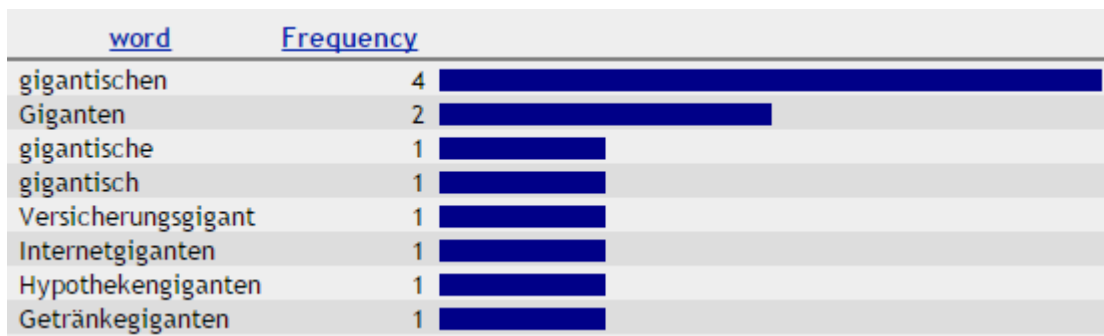 word Frequency
gigantischen 4
Giganten 2
gigantische 1
gigantisch 1
Versicherungsgigant 1
Internetgiganten 1
Hypothekengiganten 1
Getränkegiganten 1